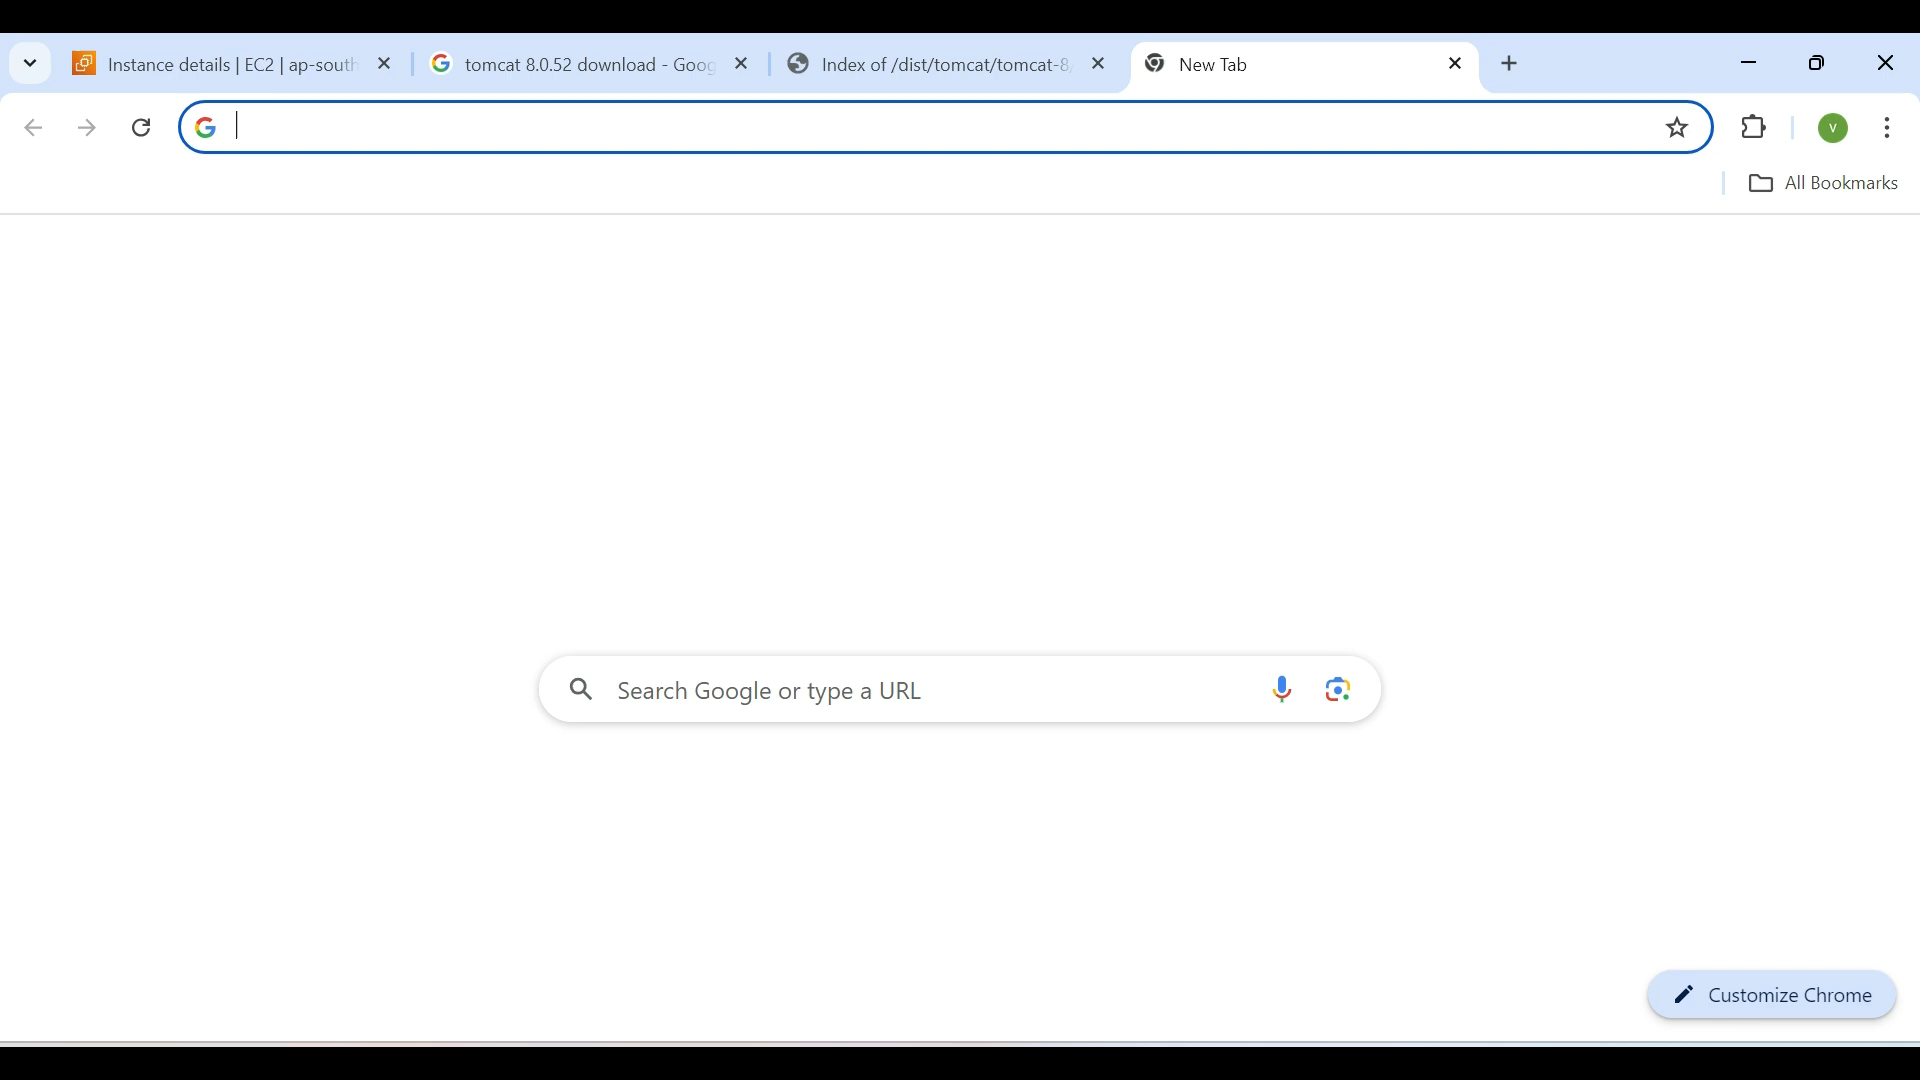 Instance details | EC2 | ap-south
tomcat 8.0.52 download - Goog
Index of /dist/tomcat/tomcat-8
New Tab
V
All Bookmarks
Search Google or type a URL
Customize Chrome